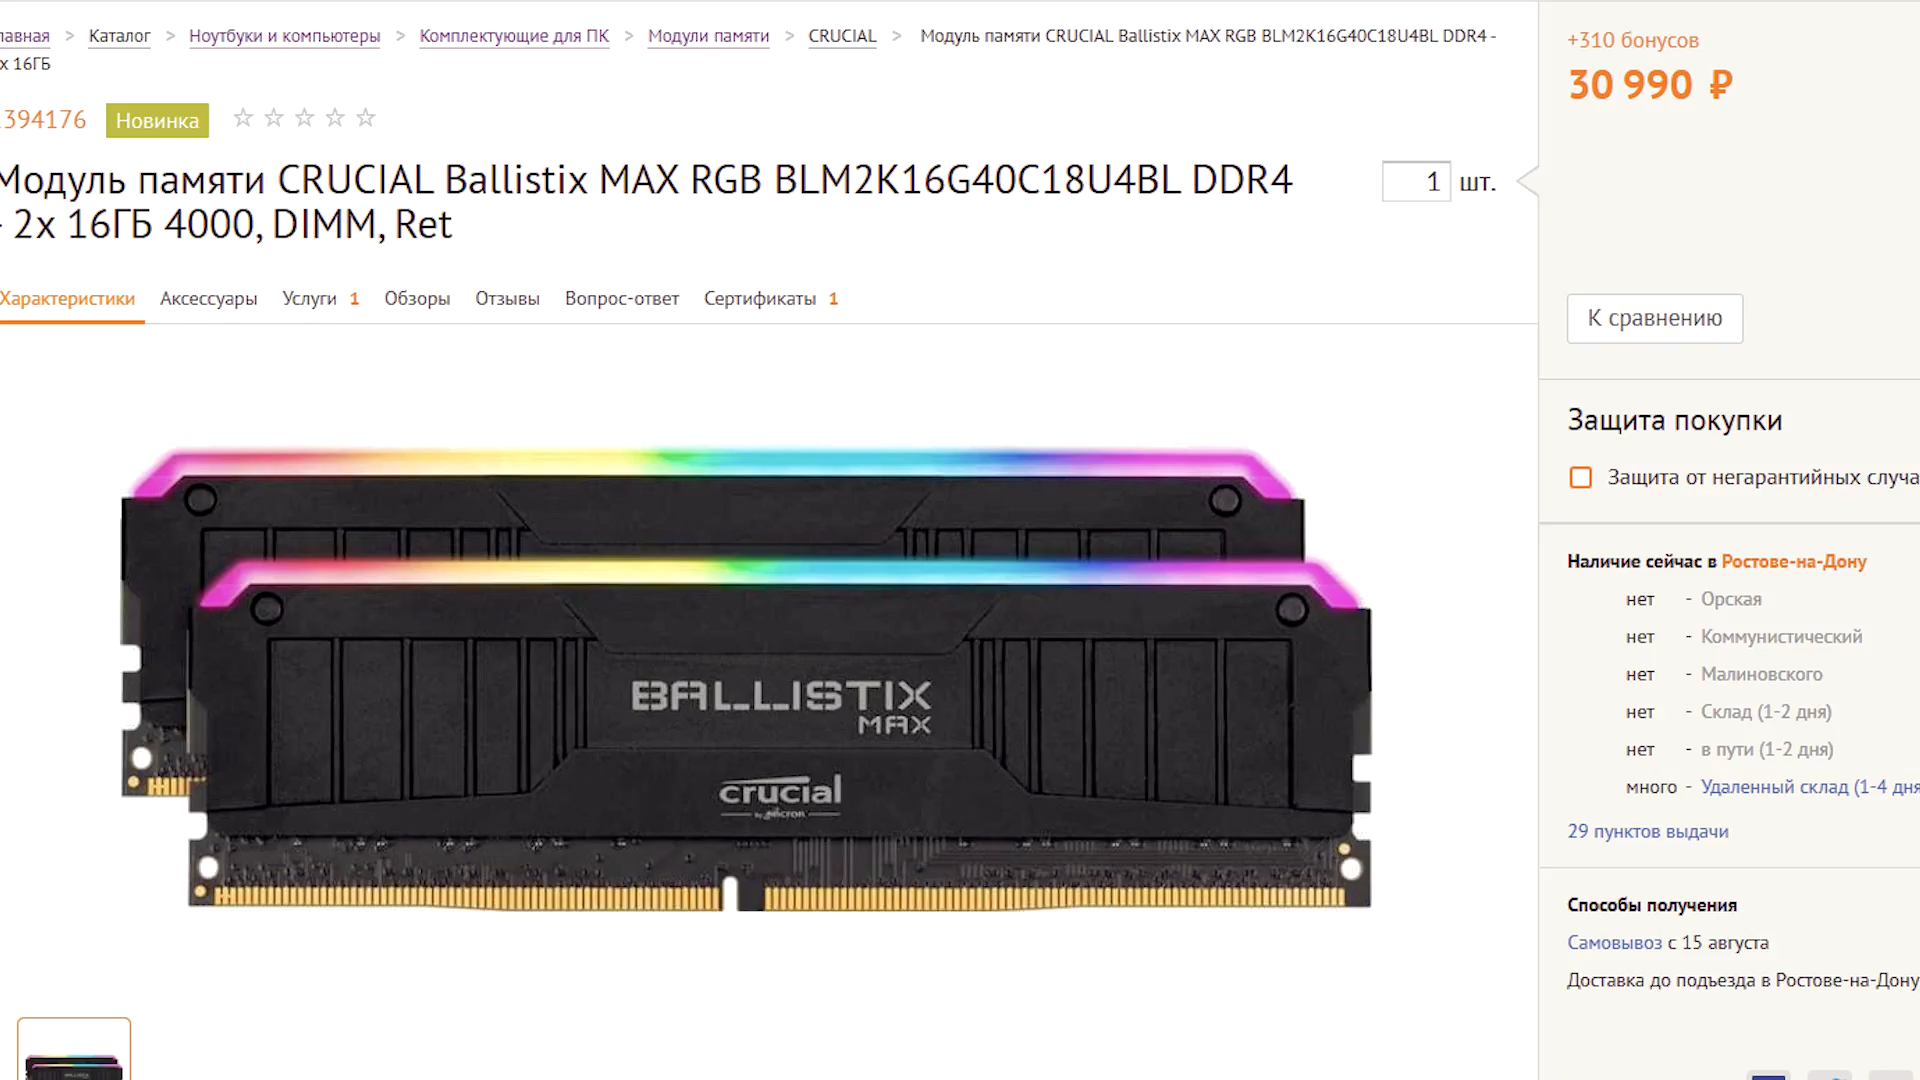 лавная > Каталог > Ноутбуки и компьютеры > Комплектующие для ПК > Модули памяти > CRUCIAL > Модуль памяти CRUCIAL Ballistix MAX RGB BLM2K16G40C18U4BL DDR4 -
x 16ГБ
394176 Новинка
Модуль памяти CRUCIAL Ballistix MAX RGB BLM2K16G40C18U4BL DDR4
- 2x 16ГБ 4000, DIMM, Ret
1 шт.
Характеристики Аксессуары Услуги 1 Обзоры Отзывы Вопрос-ответ Сертификаты 1
BALLISTIX
MAX
crucial
by Micron
BALLISTIX
+310 бонусов
30 990 ₽
К сравнению
Защита покупки
Защита от негарантийных случа
Наличие сейчас в Ростове-на-Дону
нет - Орская
нет - Коммунистический
нет - Малиновского
нет - Склад (1-2 дня)
нет - в пути (1-2 дня)
много - Удаленный склад (1-4 дня
29 пунктов выдачи
Способы получения
Самовывоз с 15 августа
Доставка до подъезда в Ростове-на-Дону